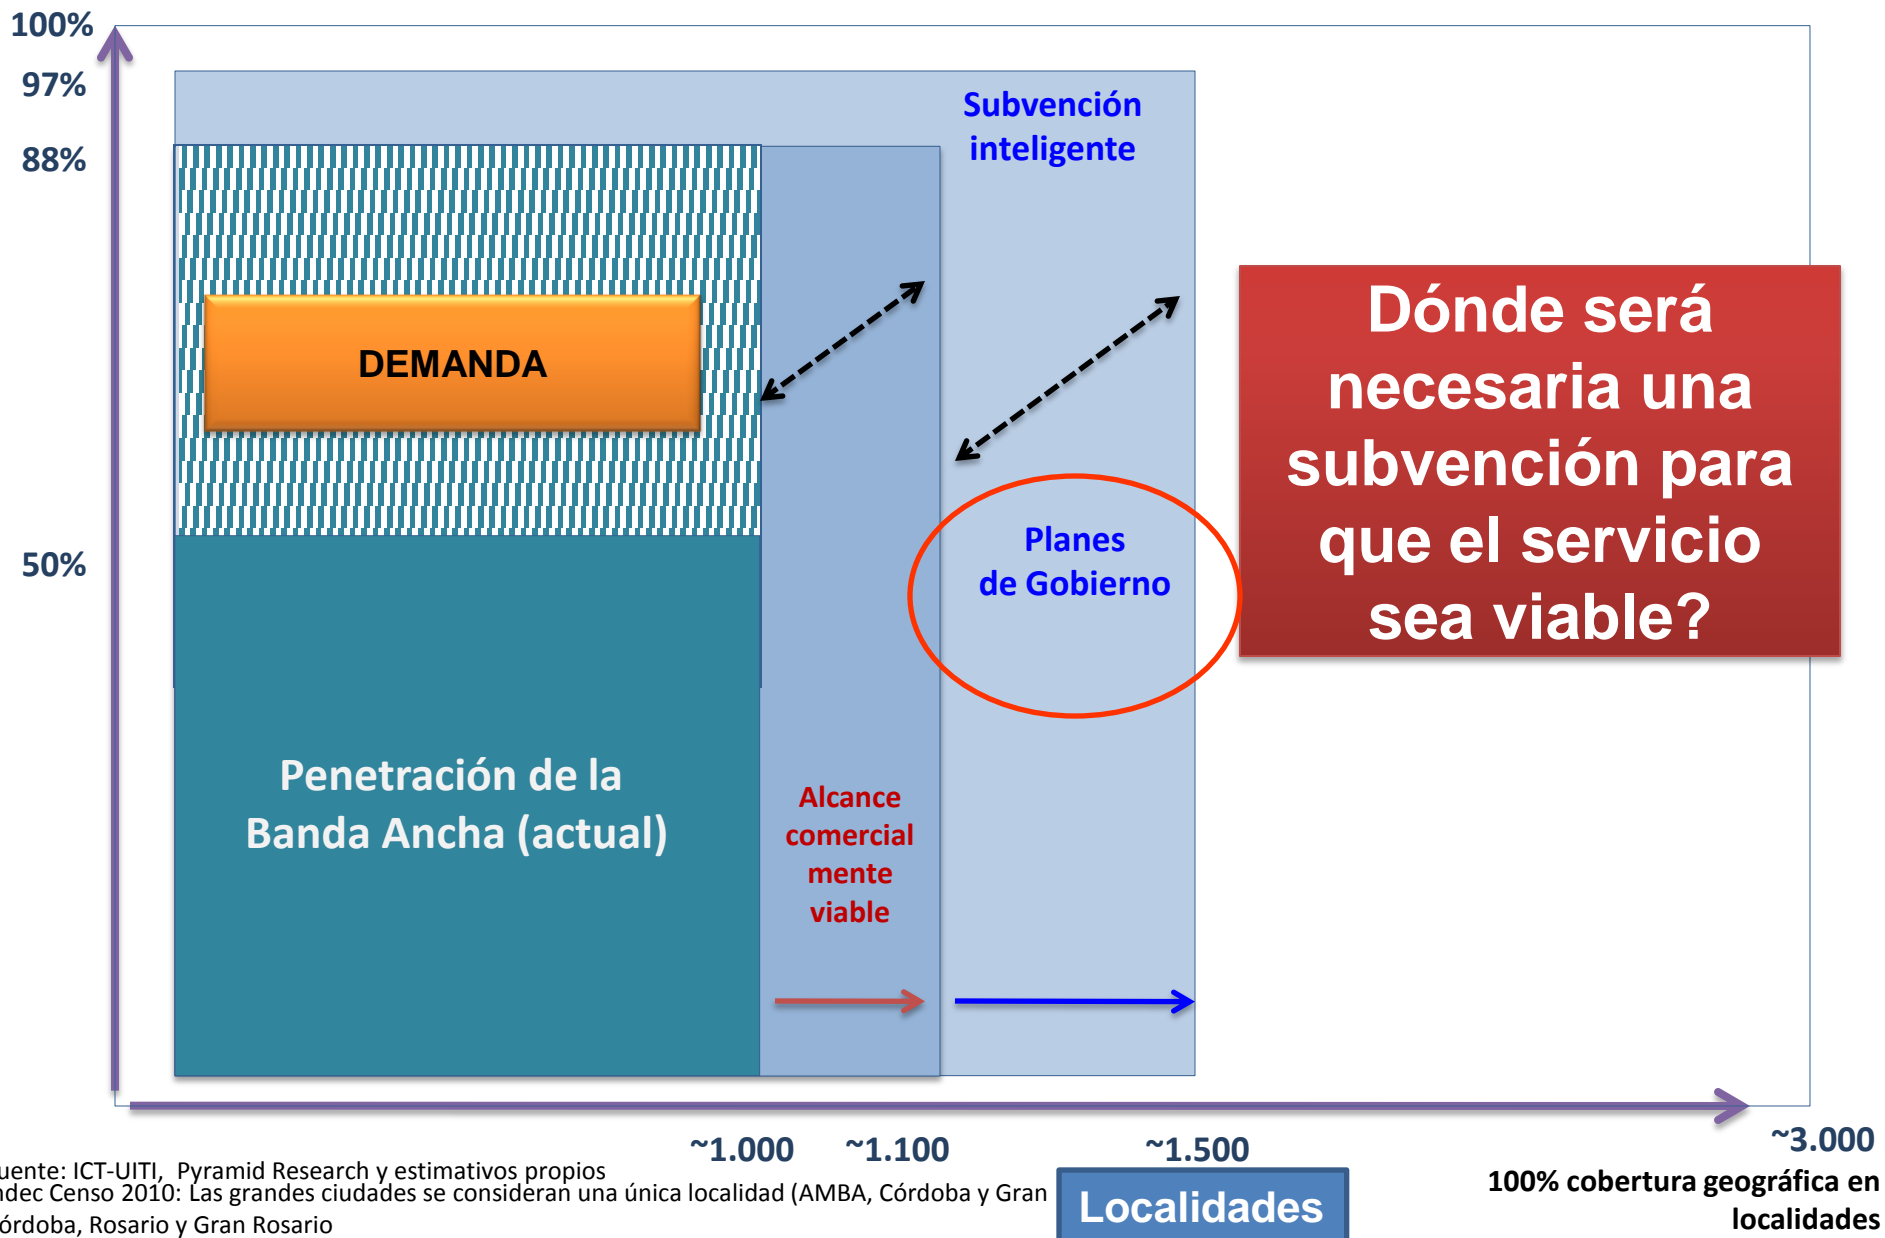 100%
97%
88%
50%
Subvención
inteligente
DEMANDA
Dónde será
necesaria una
subvención para
que el servicio
sea viable?
Planes
de Gobierno
Penetración de la
Banda Ancha (actual)
Alcance
comercial
mente
viable
~1.000
~1.100
~1.500
~3.000
uente: ICT-UITI, Pyramid Research y estimativos propios
ndec Censo 2010: Las grandes ciudades se consideran una única localidad (AMBA, Córdoba y Gran
órdoba, Rosario y Gran Rosario
Localidades
100% cobertura geográfica en
localidades